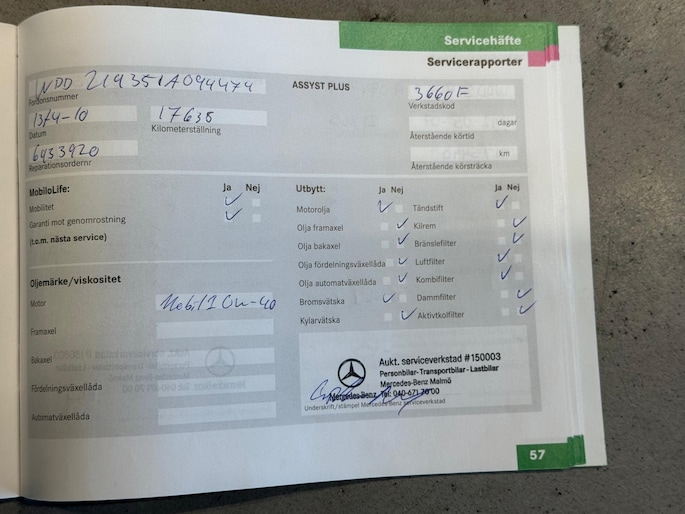 Servicehäfte
Servicerapporter
WDD 219351A044474
Fordonsnummer
ASSYST PLUS
3660F
Verkstadskod
13/4-10
Datum
17635
Kilometerställning
dagar
Återstående körtid
6433920
Reparationsordernr
km
Återstående körsträcka
MobiloLife:
Ja Nej
Mobilitet
Garanti mot genomrostning
(t.o.m. nästa service)
Utbytt:
Ja Nej
Ja Nej
Motorolja
Tändstift
Olja framaxel
Kilrem
Olja bakaxel
Bränslefilter
Olja fördelningsväxellåda
Luftfilter
Olja automatväxellåda
Kombifilter
Bromsvätska
Dammfilter
Kylarvätska
Aktivtkolfilter
Oljemärke/viskositet
Motor
Mobil 1 0w-40
Framaxel
Bakaxel
Fördelningsväxellåda
Automatväxellåda
Aukt. serviceverkstad #150003
Personbilar-Transportbilar-Lastbilar
Mercedes-Benz Malmö
Mercedes-Benz Tel: 040-671 70 00
Underskrift/stämpel Mercedes-Benz serviceverkstad
57